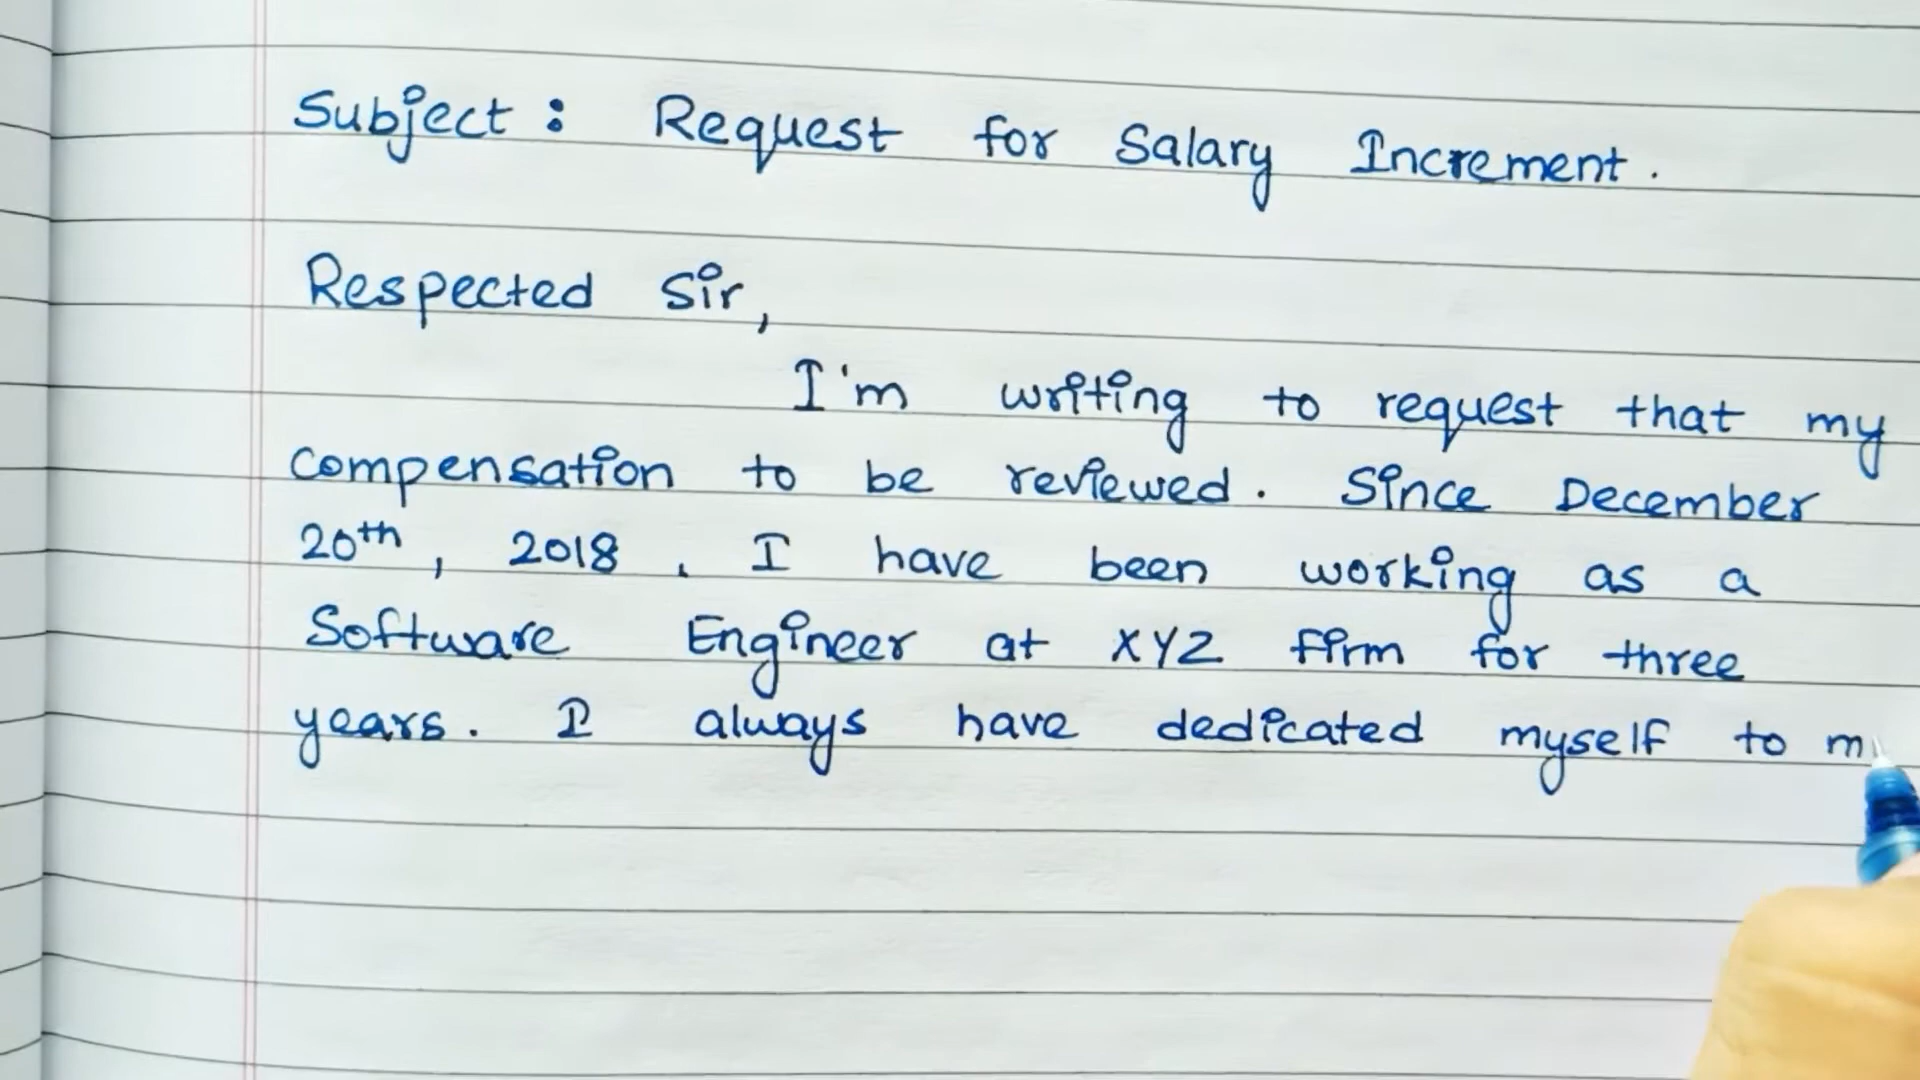 Subject : Request for Salary Increment.
Respected Sir,
I'm writing to request that my
compensation to be reviewed. Since December
20th, 2018, I have been working as a
Software Engineer at XYZ firm for three
years. I always have dedicated myself to m